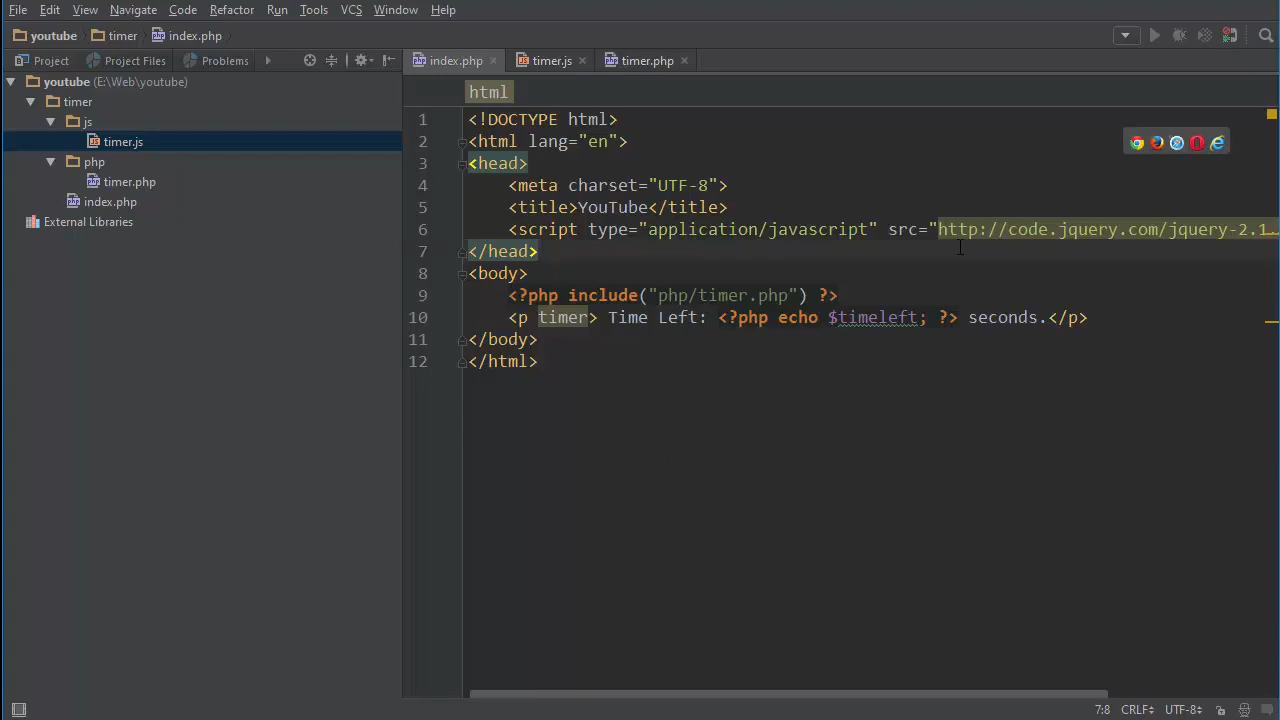 File Edit View Navigate Code Refactor Run Tools VCS Window Help
youtube timer index.php
Project Project Files Problems index.php timer.js timer.php
youtube (E:\Web\youtube)
timer
js
timer.js
php
timer.php
index.php
External Libraries
html
1 <!DOCTYPE html>
2 <html lang="en">
3 <head>
4 <meta charset="UTF-8">
5 <title>YouTube</title>
6 <script type="application/javascript" src="http://code.jquery.com/jquery-2.1
7 </head>
8 <body>
9 <?php include("php/timer.php") ?>
10 <p timer> Time Left: <?php echo $timeleft; ?> seconds.</p>
11 </body>
12 </html>
7:8 CRLF UTF-8